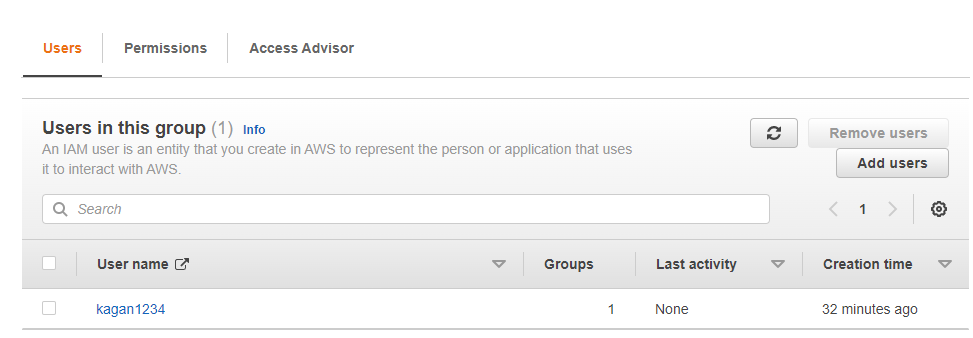 Users Permissions Access Advisor
Users in this group (1) Info
Remove users
An IAM user is an entity that you create in AWS to represent the person or application that uses
it to interact with AWS.
Add users
Search
1
User name Groups Last activity Creation time
kagan1234 1 None 32 minutes ago